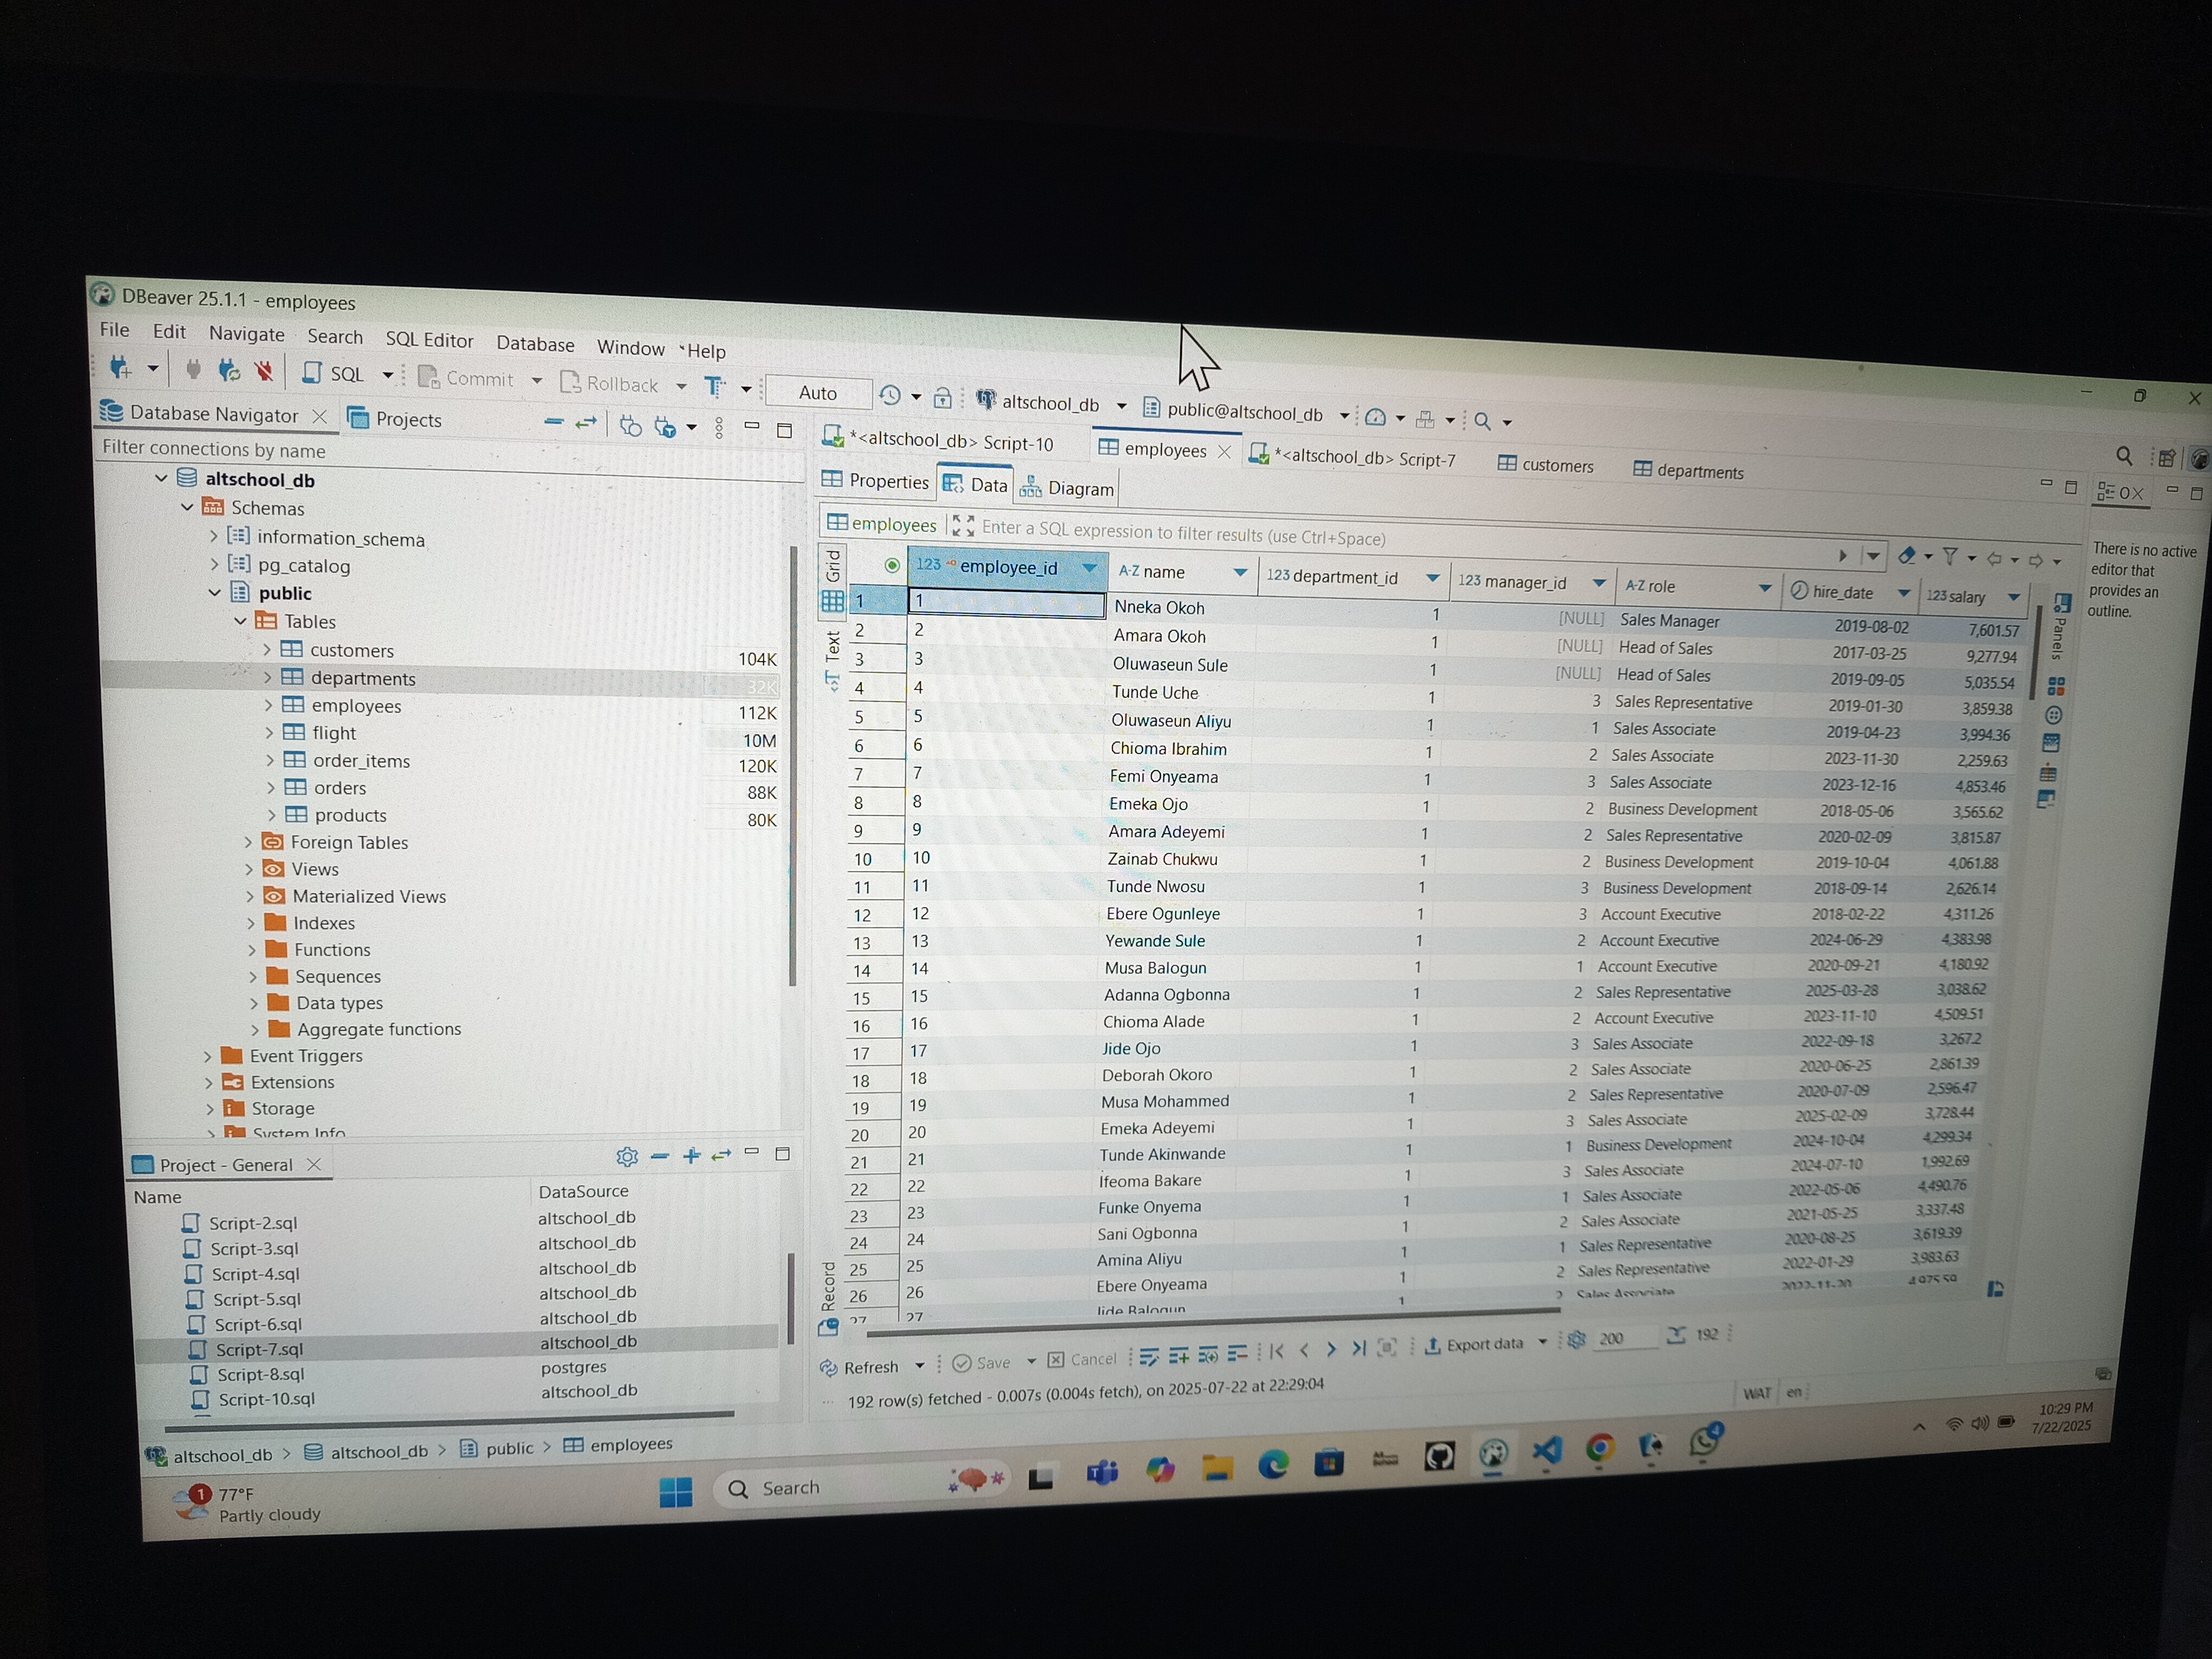 DBeaver 25.1.1 - employees
File Edit Navigate Search SQL Editor Database Window Help
SQL Commit Rollback Auto altschool_db public@altschool_db
Database Navigator Projects
Filter connections by name
altschool_db
Schemas
information_schema
pg_catalog
public
Tables
customers 104K
departments 32K
employees 112K
flight 10M
order_items 120K
orders 88K
products 80K
Foreign Tables
Views
Materialized Views
Indexes
Functions
Sequences
Data types
Aggregate functions
Event Triggers
Extensions
Storage
System Info
Project - General
Name DataSource
Script-2.sql altschool_db
Script-3.sql altschool_db
Script-4.sql altschool_db
Script-5.sql altschool_db
Script-6.sql altschool_db
Script-7.sql altschool_db
Script-8.sql postgres
Script-10.sql altschool_db
*<altschool_db> Script-10 employees *<altschool_db> Script-7 customers departments
Properties Data Diagram
employees Enter a SQL expression to filter results (use Ctrl+Space)
Grid
Text
Record
123 employee_id A-Z name 123 department_id 123 manager_id A-Z role hire_date 123 salary
1 1 Nneka Okoh 1 [NULL] Sales Manager 2019-08-02 7,601.57
2 2 Amara Okoh 1 [NULL] Head of Sales 2017-03-25 9,277.94
3 3 Oluwaseun Sule 1 [NULL] Head of Sales 2019-09-05 5,035.54
4 4 Tunde Uche 1 3 Sales Representative 2019-01-30 3,859.38
5 5 Oluwaseun Aliyu 1 1 Sales Associate 2019-04-23 3,994.36
6 6 Chioma Ibrahim 1 2 Sales Associate 2023-11-30 2,259.63
7 7 Femi Onyeama 1 3 Sales Associate 2023-12-16 4,853.46
8 8 Emeka Ojo 1 2 Business Development 2018-05-06 3,565.62
9 9 Amara Adeyemi 1 2 Sales Representative 2020-02-09 3,815.87
10 10 Zainab Chukwu 1 2 Business Development 2019-10-04 4,061.88
11 11 Tunde Nwosu 1 3 Business Development 2018-09-14 2,626.14
12 12 Ebere Ogunleye 1 3 Account Executive 2018-02-22 4,311.26
13 13 Yewande Sule 1 2 Account Executive 2024-06-29 4,383.98
14 14 Musa Balogun 1 1 Account Executive 2020-09-21 4,180.92
15 15 Adanna Ogbonna 1 2 Sales Representative 2025-03-28 3,038.62
16 16 Chioma Alade 1 2 Account Executive 2023-11-10 4,509.51
17 17 Jide Ojo 1 3 Sales Associate 2022-09-18 3,267.2
18 18 Deborah Okoro 1 2 Sales Associate 2020-06-25 2,861.39
19 19 Musa Mohammed 1 2 Sales Representative 2020-07-09 2,596.47
20 20 Emeka Adeyemi 1 3 Sales Associate 2025-02-09 3,728.44
21 21 Tunde Akinwande 1 1 Business Development 2024-10-04 4,299.34
22 22 Ifeoma Bakare 1 3 Sales Associate 2024-07-10 1,992.69
23 23 Funke Onyema 1 1 Sales Associate 2022-05-06 4,490.76
24 24 Sani Ogbonna 1 2 Sales Associate 2021-05-25 3,337.48
25 25 Amina Aliyu 1 1 Sales Representative 2020-08-25 3,619.39
26 26 Ebere Onyeama 1 2 Sales Representative 2022-01-29 3,983.63
27 27 Jide Balogun 1 Sales Associate
Panels
There is no active
editor that
provides an
outline.
Refresh Save Cancel Export data 200 192
192 row(s) fetched - 0.007s (0.004s fetch), on 2025-07-22 at 22:29:04
WAT en
altschool_db altschool_db public employees
1
77°F
Partly cloudy
Search
4
10:29 PM
7/22/2025